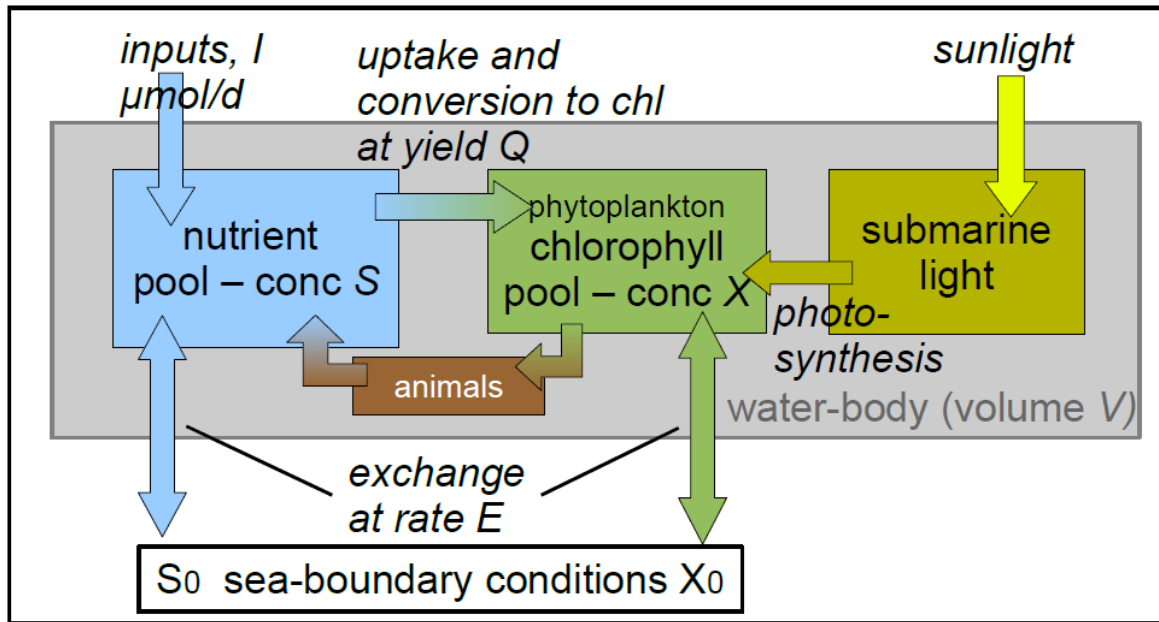 inputs, I
µmol/d
uptake and
conversion to chl
at yield Q
sunlight
nutrient
pool – conc S
phytoplankton
chlorophyll
pool – conc X
submarine
light
photo-
synthesis
animals
water-body (volume V)
exchange
at rate E
S0 sea-boundary conditions X0